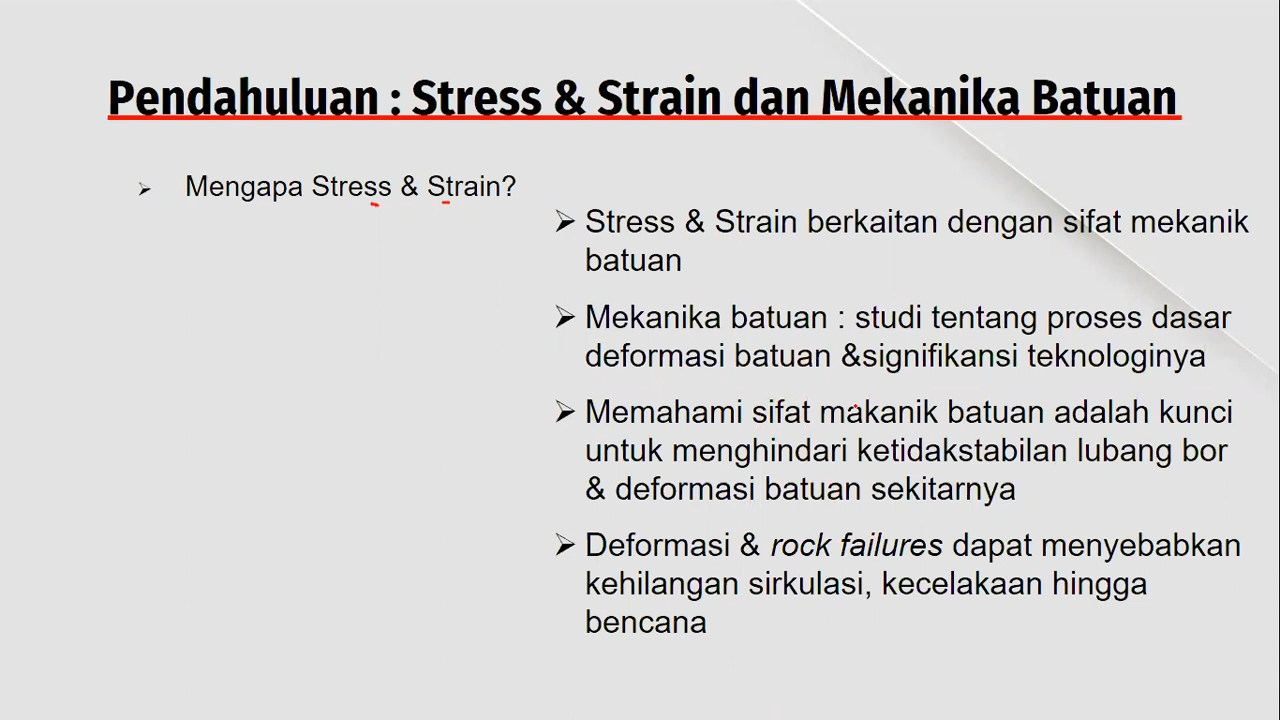 Pendahuluan : Stress & Strain dan Mekanika Batuan
➢ Mengapa Stress & Strain?
➢ Stress & Strain berkaitan dengan sifat mekanik
batuan
➢ Mekanika batuan : studi tentang proses dasar
deformasi batuan &signifikansi teknologinya
➢ Memahami sifat makanik batuan adalah kunci
untuk menghindari ketidakstabilan lubang bor
& deformasi batuan sekitarnya
➢ Deformasi & rock failures dapat menyebabkan
kehilangan sirkulasi, kecelakaan hingga
bencana